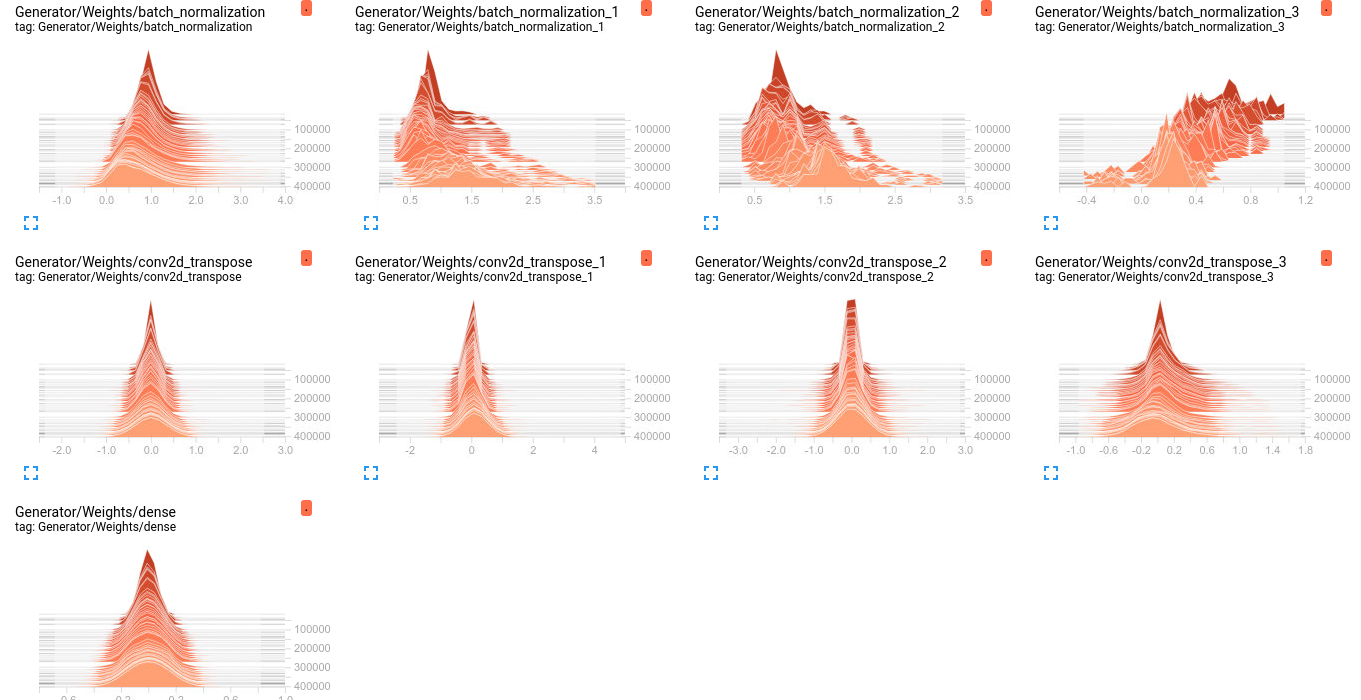 Generator/Weights/batch_normalization
tag: Generator/Weights/batch_normalization
100000
200000
300000
400000
-1.0 0.0 1.0 2.0 3.0 4.0
Generator/Weights/batch_normalization_1
tag: Generator/Weights/batch_normalization_1
100000
200000
300000
400000
0.5 1.5 2.5 3.5
Generator/Weights/batch_normalization_2
tag: Generator/Weights/batch_normalization_2
100000
200000
300000
400000
0.5 1.5 2.5 3.5
Generator/Weights/batch_normalization_3
tag: Generator/Weights/batch_normalization_3
100000
200000
300000
400000
-0.4 0.0 0.4 0.8 1.2
Generator/Weights/conv2d_transpose
tag: Generator/Weights/conv2d_transpose
100000
200000
300000
400000
-2.0 -1.0 0.0 1.0 2.0 3.0
Generator/Weights/conv2d_transpose_1
tag: Generator/Weights/conv2d_transpose_1
100000
200000
300000
400000
-2 0 2 4
Generator/Weights/conv2d_transpose_2
tag: Generator/Weights/conv2d_transpose_2
100000
200000
300000
400000
-3.0 -2.0 -1.0 0.0 1.0 2.0 3.0
Generator/Weights/conv2d_transpose_3
tag: Generator/Weights/conv2d_transpose_3
100000
200000
300000
400000
-1.0 -0.6 -0.2 0.2 0.6 1.0 1.4 1.8
Generator/Weights/dense
tag: Generator/Weights/dense
100000
200000
300000
400000